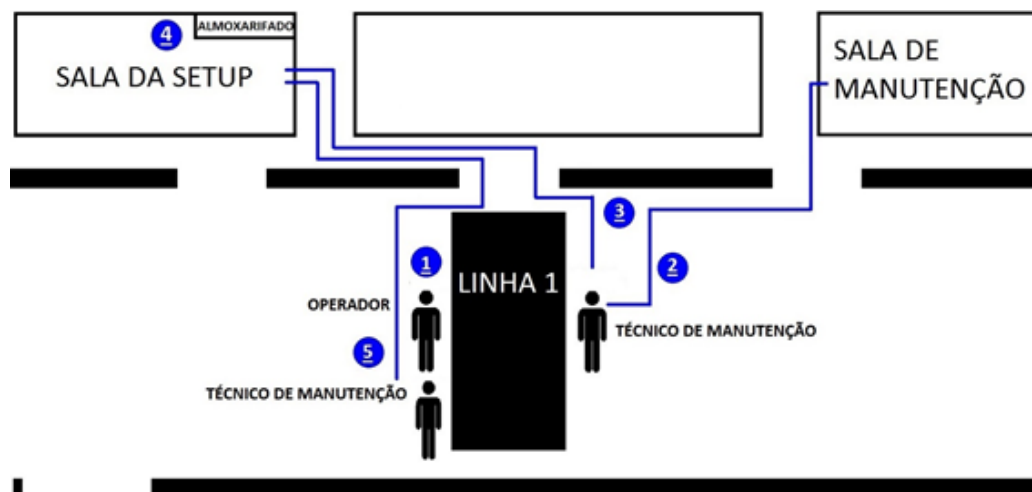 4
ALMOXARIFADO
SALA DA SETUP
SALA DE
MANUTENÇÃO
3
2
1
LINHA 1
OPERADOR
TÉCNICO DE MANUTENÇÃO
5
TÉCNICO DE MANUTENÇÃO